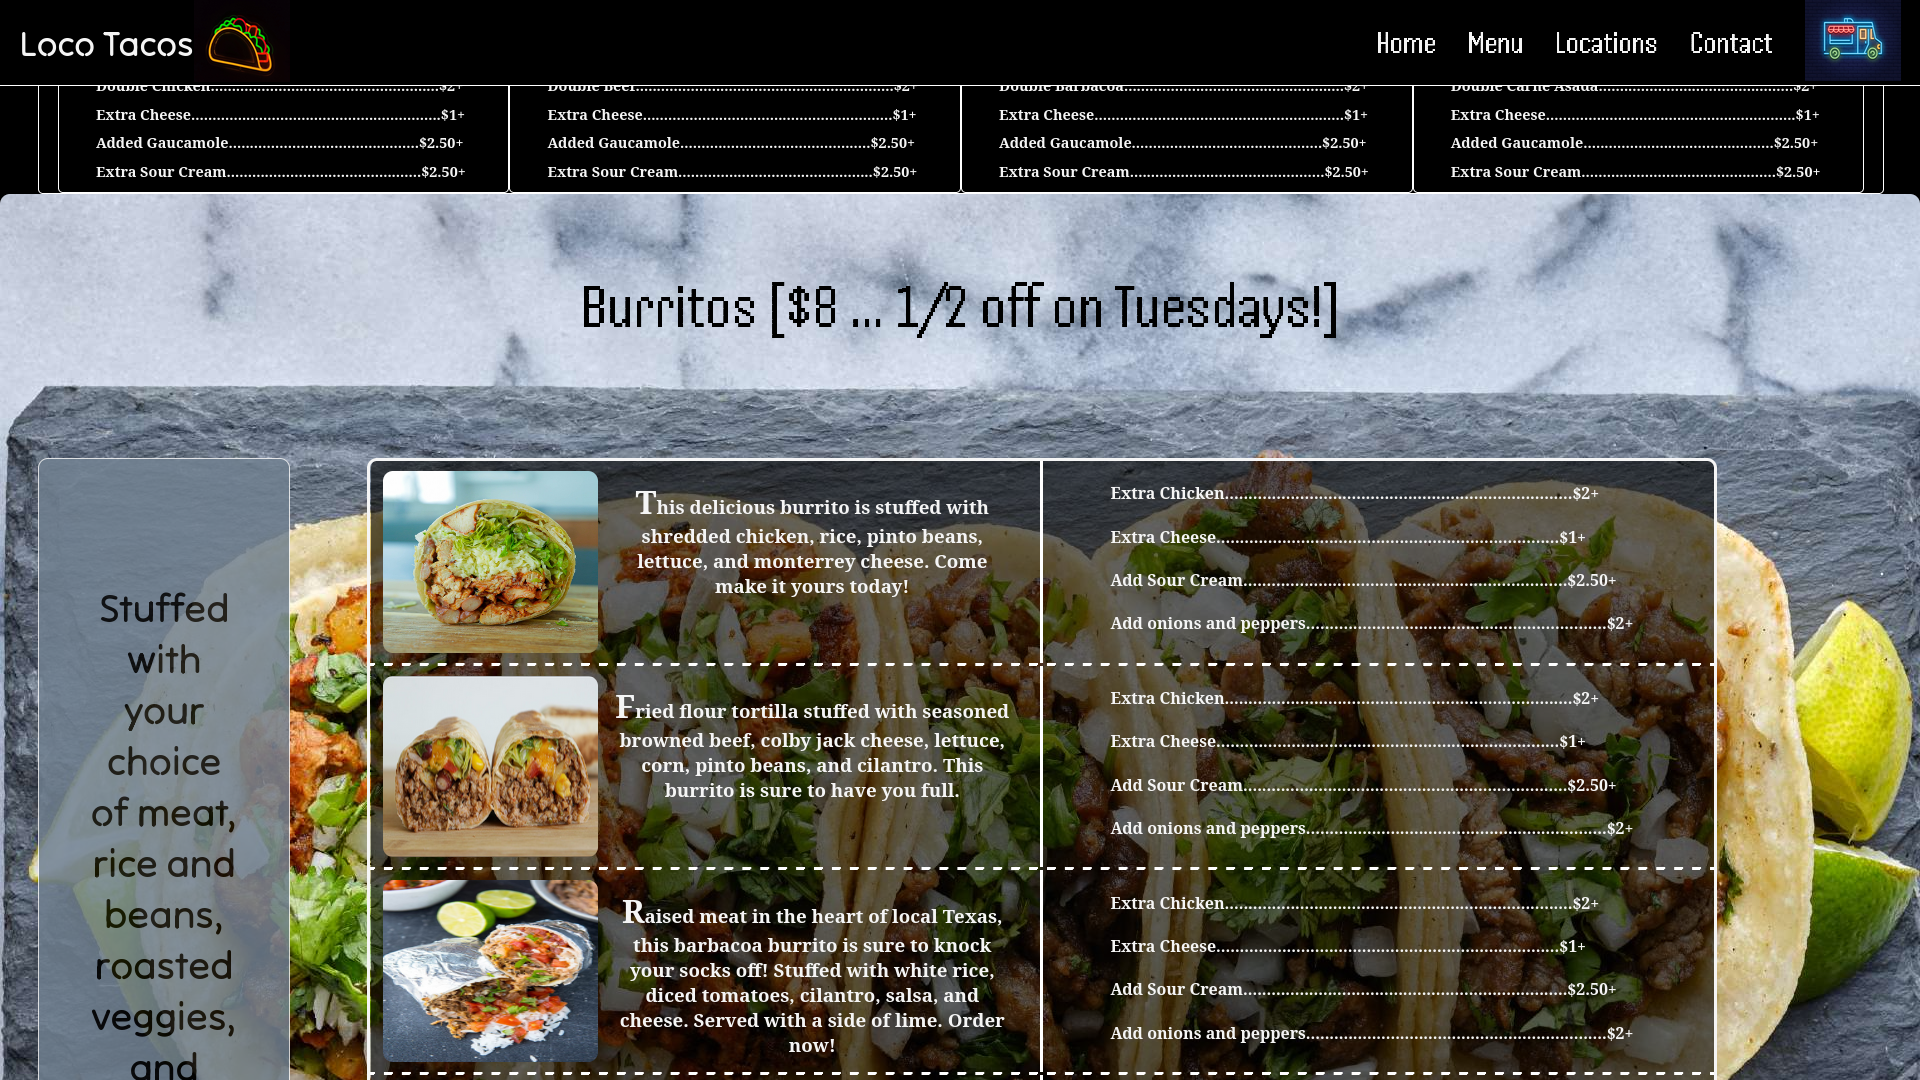 Loco Tacos
Home Menu Locations Contact
Double Chicken..........................................................$2+
Extra Cheese..........................................................$1+
Added Gaucamole............................................$2.50+
Extra Sour Cream.............................................$2.50+
Double Beef............................................................$2+
Extra Cheese..........................................................$1+
Added Gaucamole............................................$2.50+
Extra Sour Cream.............................................$2.50+
Double Barbacoa...................................................$2+
Extra Cheese..........................................................$1+
Added Gaucamole............................................$2.50+
Extra Sour Cream.............................................$2.50+
Double Carne Asada.............................................$2+
Extra Cheese..........................................................$1+
Added Gaucamole............................................$2.50+
Extra Sour Cream.............................................$2.50+
Burritos [$8 ... 1/2 off on Tuesdays!]
Stuffed
with
your
choice
of meat,
rice and
beans,
roasted
veggies,
and
This delicious burrito is stuffed with
shredded chicken, rice, pinto beans,
lettuce, and monterrey cheese. Come
make it yours today!
Extra Chicken..........................................................................$2+
Extra Cheese.........................................................................$1+
Add Sour Cream.....................................................................$2.50+
Add onions and peppers................................................................$2+
Fried flour tortilla stuffed with seasoned
browned beef, colby jack cheese, lettuce,
corn, pinto beans, and cilantro. This
burrito is sure to have you full.
Extra Chicken..........................................................................$2+
Extra Cheese.........................................................................$1+
Add Sour Cream.....................................................................$2.50+
Add onions and peppers................................................................$2+
Raised meat in the heart of local Texas,
this barbacoa burrito is sure to knock
your socks off! Stuffed with white rice,
diced tomatoes, cilantro, salsa, and
cheese. Served with a side of lime. Order
now!
Extra Chicken..........................................................................$2+
Extra Cheese.........................................................................$1+
Add Sour Cream.....................................................................$2.50+
Add onions and peppers................................................................$2+